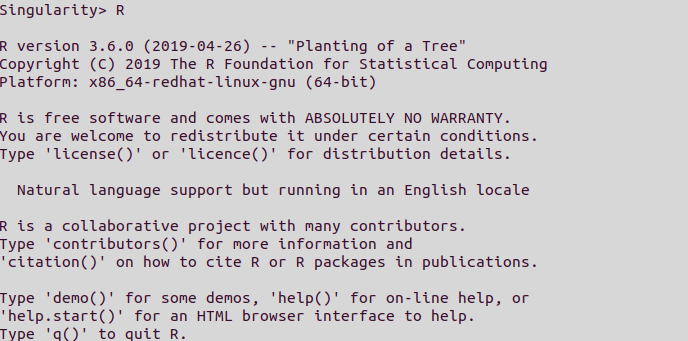 Singularity> R
R version 3.6.0 (2019-04-26) -- "Planting of a Tree"
Copyright (C) 2019 The R Foundation for Statistical Computing
Platform: x86_64-redhat-linux-gnu (64-bit)
R is free software and comes with ABSOLUTELY NO WARRANTY.
You are welcome to redistribute it under certain conditions.
Type 'license()' or 'licence()' for distribution details.
Natural language support but running in an English locale
R is a collaborative project with many contributors.
Type 'contributors()' for more information and
'citation()' on how to cite R or R packages in publications.
Type 'demo()' for some demos, 'help()' for on-line help, or
'help.start()' for an HTML browser interface to help.
Type 'q()' to quit R.